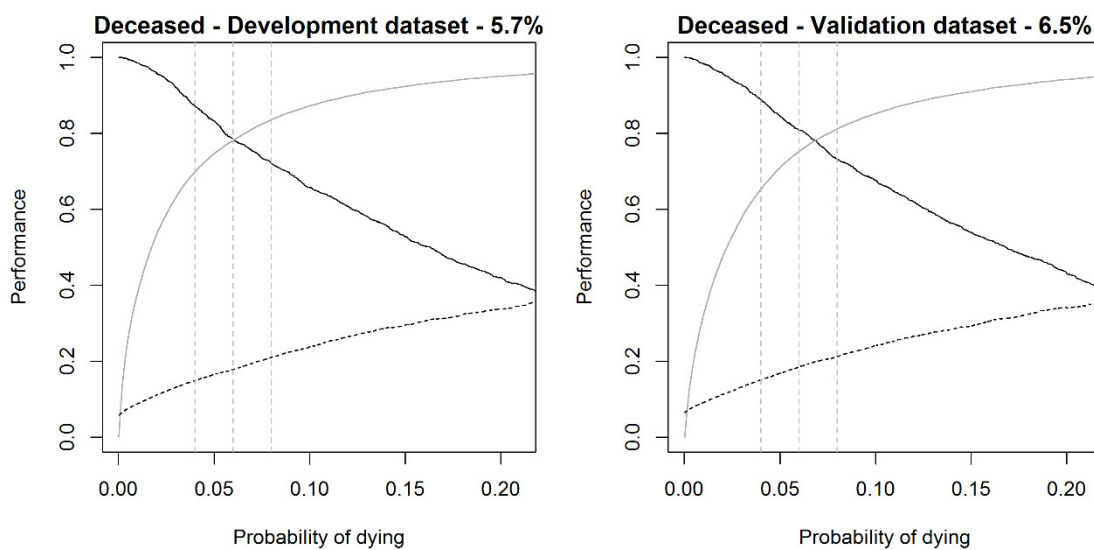 Deceased - Development dataset - 5.7%
1.0
0.8
0.6
0.4
0.2
0.0
Performance
0.00 0.05 0.10 0.15 0.20
Probability of dying
Deceased - Validation dataset - 6.5%
1.0
0.8
0.6
0.4
0.2
0.0
Performance
0.00 0.05 0.10 0.15 0.20
Probability of dying